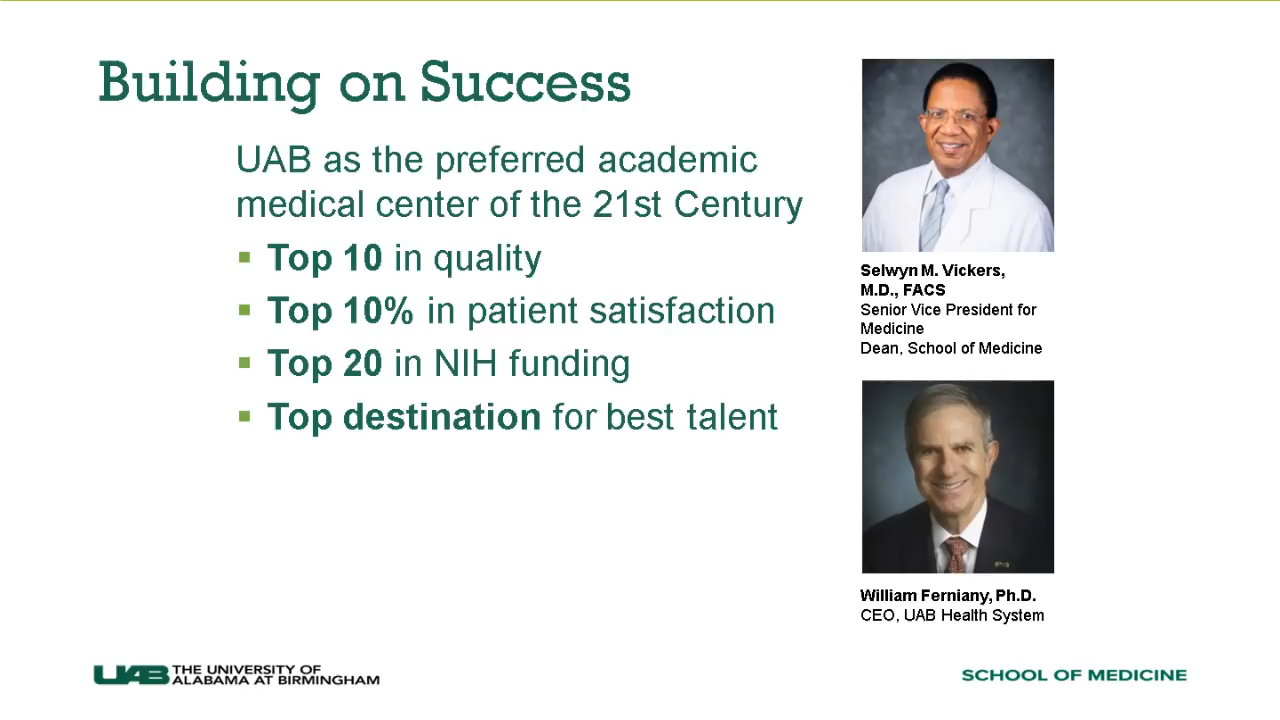 Building on Success
UAB as the preferred academic
medical center of the 21st Century
Top 10 in quality
Top 10% in patient satisfaction
Top 20 in NIH funding
Top destination for best talent
Selwyn M. Vickers,
M.D., FACS
Senior Vice President for
Medicine
Dean, School of Medicine
William Ferniany, Ph.D.
CEO, UAB Health System
UAB THE UNIVERSITY OF
ALABAMA AT BIRMINGHAM
SCHOOL OF MEDICINE